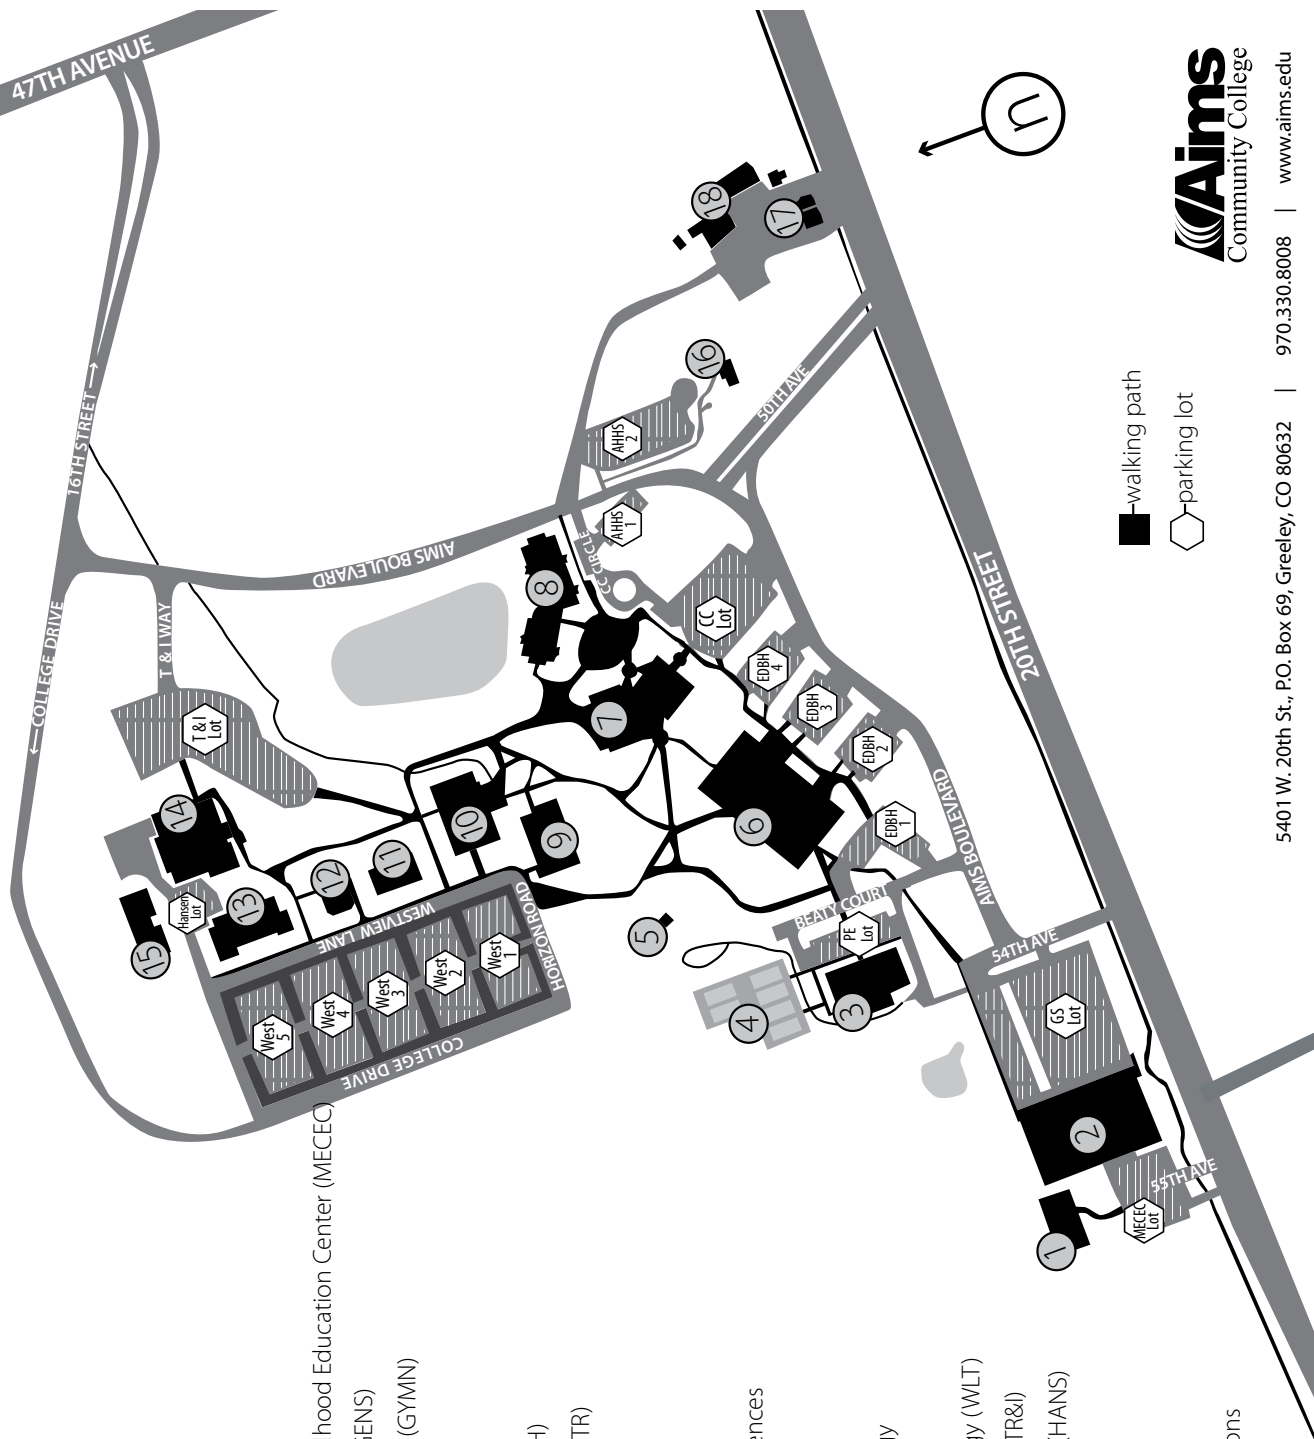 47TH AVENUE
16TH STREET →
← COLLEGE DRIVE
T & I WAY
AIMS BOULEVARD
CC CIRCLE
50TH AVE
20TH STREET
AIMS BOULEVARD
BEATY COURT
54TH AVE
55TH AVE
WESTVIEW LANE
HORIZON ROAD
COLLEGE DRIVE
T & I
Lot
Hansen
Lot
West
5
West
4
West
3
West
2
West
1
AHHS
2
AHHS
1
CC
Lot
EDBH
4
EDBH
3
EDBH
2
EDBH
1
PE
Lot
GS
Lot
MECEC
Lot
1
2
3
4
5
6
7
8
9
10
11
12
13
14
15
16
17
18
n
hood Education Center (MECEC)
GENS)
(GYMN)
H)
TR)
ences
gy
gy (WLT)
TR&I)
(HANS)
ons
walking path
parking lot
Aims
Community College
5401 W. 20th St., P.O. Box 69, Greeley, CO 80632 | 970.330.8008 | www.aims.edu